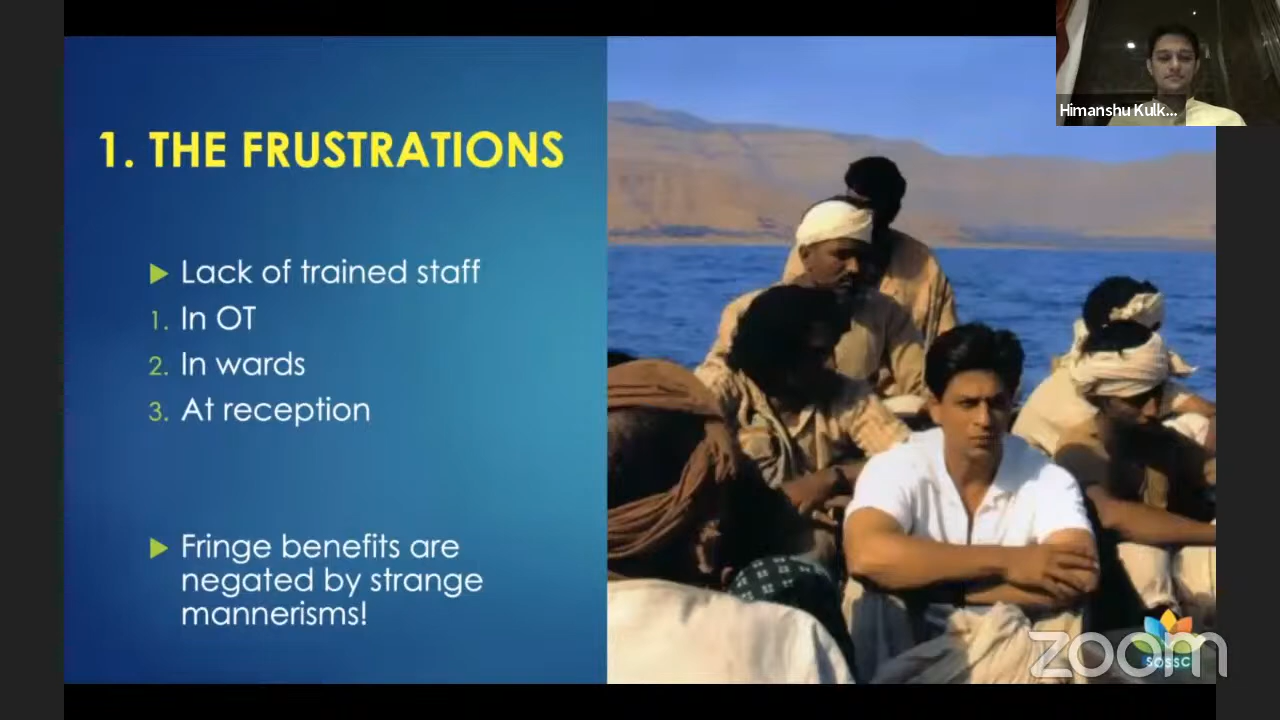 Himanshu Kulk...
1. THE FRUSTRATIONS
Lack of trained staff
1. In OT
2. In wards
3. At reception
Fringe benefits are
negated by strange
mannerisms!
zoom
SOSSC